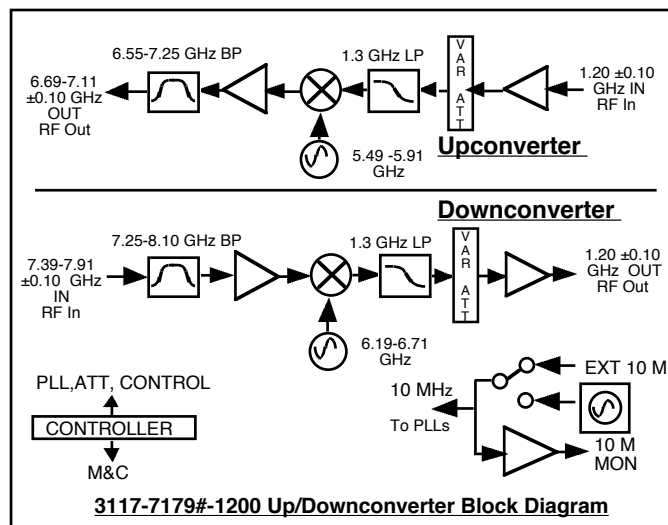 6.55-7.25 GHz BP
1.3 GHz LP
VAR ATT
6.69-7.11
±0.10 GHz
OUT
RF Out
1.20 ±0.10
GHz IN
RF In
5.49 -5.91
GHz
Upconverter
Downconverter
7.25-8.10 GHz BP
1.3 GHz LP
VAR ATT
7.39-7.91
±0.10 GHz
IN
RF In
1.20 ±0.10
GHz OUT
RF Out
6.19-6.71
GHz
PLL,ATT, CONTROL
CONTROLLER
M&C
10 MHz
To PLLs
EXT 10 M
10 M
MON
3117-7179#-1200 Up/Downconverter Block Diagram